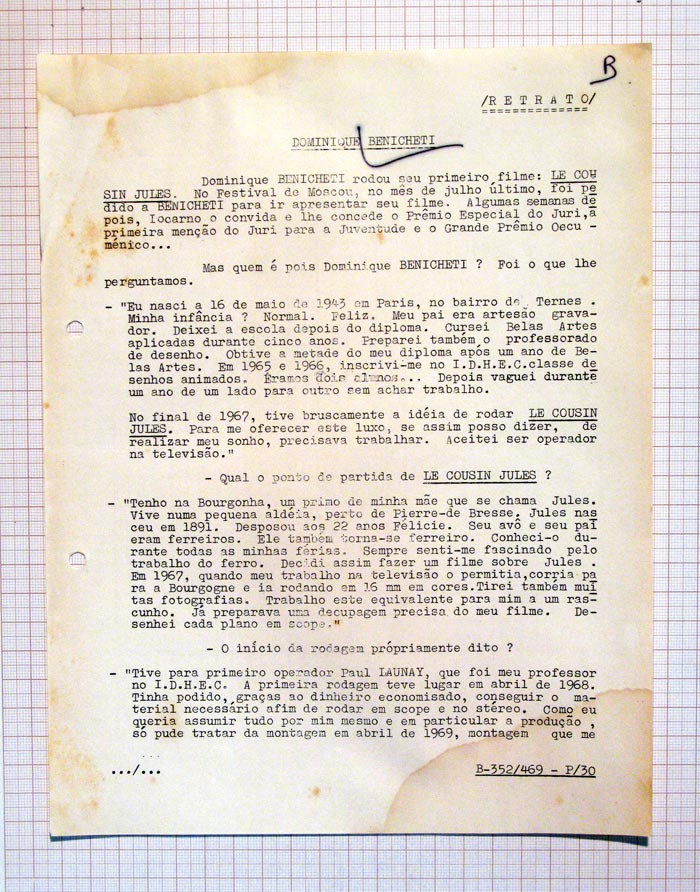 B
/R E T R A T O/
DOMINIQUE BENICHETI
Dominique BENICHETI rodou seu primeiro filme: LE COU
SIN JULES. No Festival de Moscou, no mês de julho último, foi pe
dido a BENICHETI para ir apresentar seu filme. Algumas semanas de
pois, Iocarno o convida e lhe concede o Prêmio Especial do Juri,a
primeira menção do Juri para a Juventude e o Grande Prêmio Oecu -
ménico...
Mas quem é pois Dominique BENICHETI ? Foi o que lhe
perguntamos.
- "Eu nasci a 16 de maio de 1943 em Paris, no bairro de Ternes .
Minha infância ? Normal. Feliz. Meu pai era artesão grava-
dor. Deixei a escola depois do diploma. Cursei Belas Artes
aplicadas durante cinco anos. Preparei também o professorado
de desenho. Obtive a metade do meu diploma após um ano de Be-
las Artes. Em 1965 e 1966, inscrivi-me no I.D.H.E.C.classe de
senhos animados. Éramos dois alunos... Depois vaguei durante
um ano de um lado para outro sem achar trabalho.
No final de 1967, tive bruscamente a idéia de rodar LE COUSIN
JULES. Para me oferecer este luxo, se assim posso dizer, de
realizar meu sonho, precisava trabalhar. Aceitei ser operador
na televisão."
- Qual o ponto de partida de LE COUSIN JULES ?
- "Tenho na Bourgonha, um primo de minha mãe que se chama Jules.
Vive numa pequena aldéia, perto de Pierre-de Bresse. Jules nas
ceu em 1891. Desposou aos 22 anos Félicie. Seu avô e seu pai
eram ferreiros. Ele também torna-se ferreiro. Conheci-o du-
rante todas as minhas férias. Sempre senti-me fascinado pelo
trabalho do ferro. Decidi assim fazer um filme sobre Jules .
Em 1967, quando meu trabalho na televisão o permitia,corria pa
ra a Bourgogne e ia rodando em 16 mm em cores.Tirei também mui
tas fotografias. Trabalho este equivalente para mim a um ras-
cunho. Já preparava uma decupagem precisa do meu filme. De-
senhei cada plano em scope."
- O início da rodagem própriamente dito ?
- "Tive para primeiro operador Paul LAUNAY, que foi meu professor
no I.D.H.E.C. A primeira rodagem teve lugar em abril de 1968.
Tinha podido, graças ao dinheiro economisado, conseguir o ma-
terial necessário afim de rodar em scope e no stéreo. Como eu
queria assumir tudo por mim mesmo e em particular a produção ,
só pude tratar da montagem em abril de 1969, montagem que me
.../...
B-352/469 - P/30